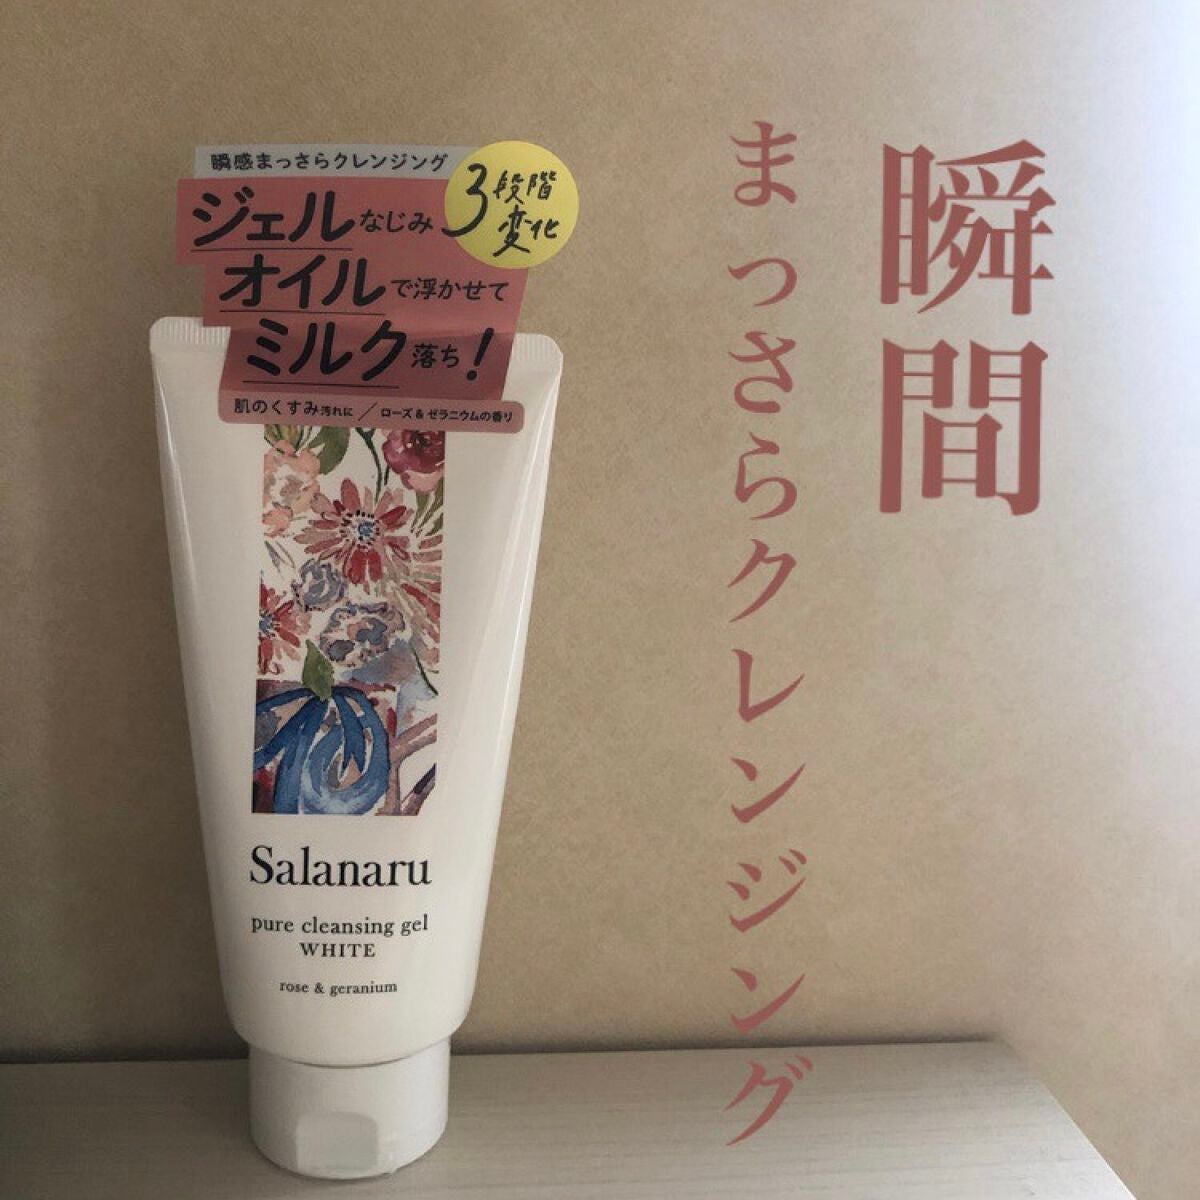 瞬感まっさらクレンジング
ジェルなじみ
オイルで浮かせて
ミルク落ち!
3段階
変化
肌のくすみ汚れに/ローズ&ゼラニウムの香り
Salanaru
pure cleansing gel
WHITE
rose & geranium
瞬間
まっさらクレンジング